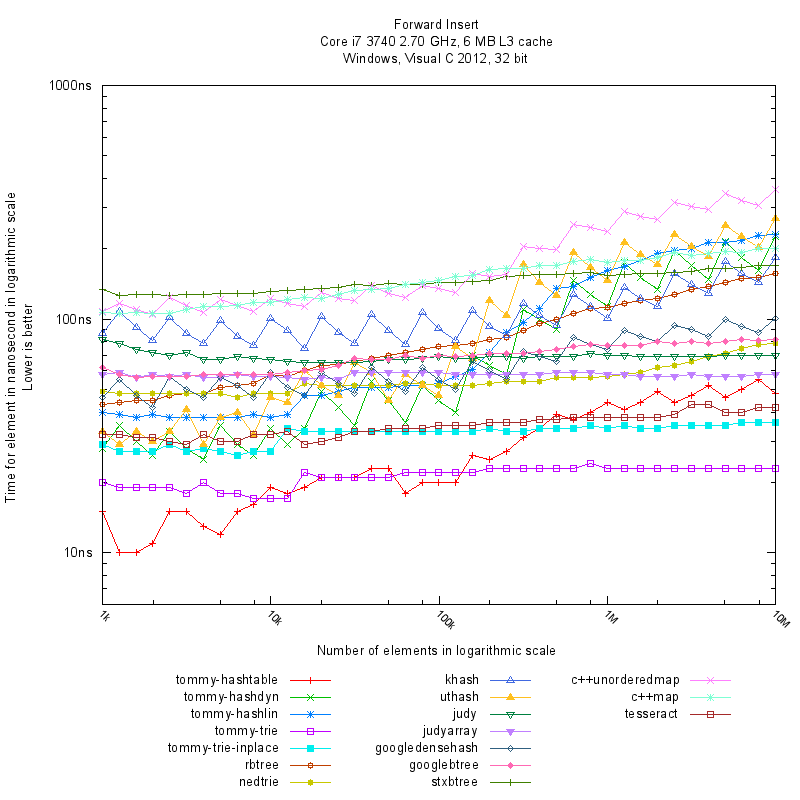 Forward Insert
Core i7 3740 2.70 GHz, 6 MB L3 cache
Windows, Visual C 2012, 32 bit
Time for element in nanosecond in logarithmic scale
Lower is better
1000ns
100ns
10ns
1k 10k 100k 1M 10M
Number of elements in logarithmic scale
tommy-hashtable khash c++unorderedmap
tommy-hashdyn uthash c++map
tommy-hashlin judy tesseract
tommy-trie judyarray
tommy-trie-inplace googledensehash
rbtree googlebtree
nedtrie stxbtree